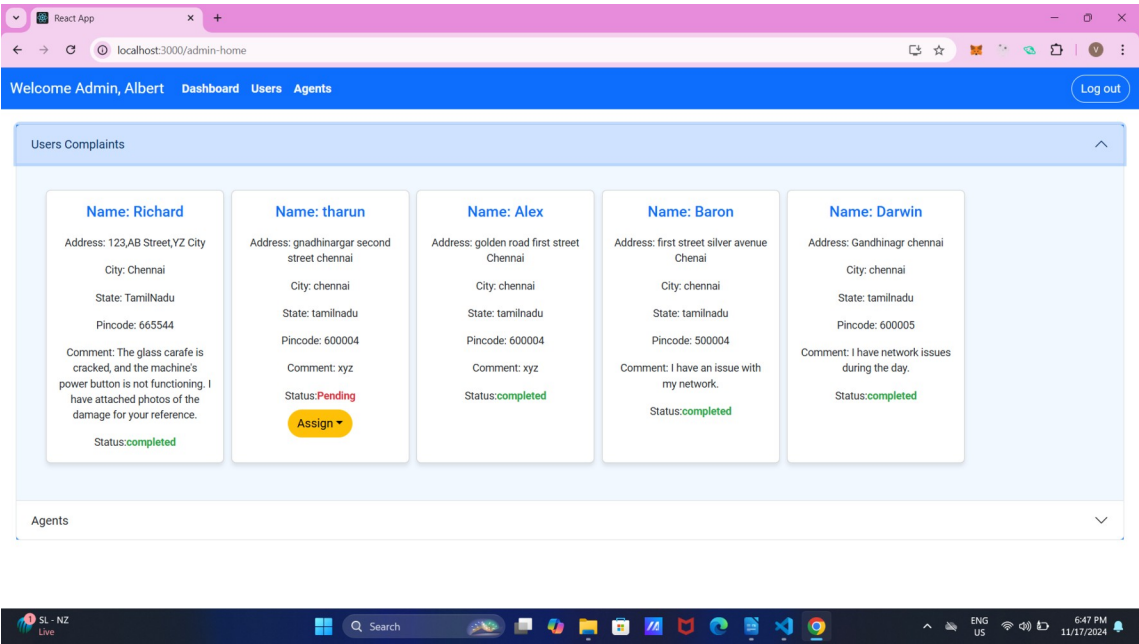 React App
localhost:3000/admin-home
V
Welcome Admin, Albert Dashboard Users Agents Log out
Users Complaints
Name: Richard
Address: 123,AB Street,YZ City
City: Chennai
State: TamilNadu
Pincode: 665544
Comment: The glass carafe is
cracked, and the machine's
power button is not functioning. I
have attached photos of the
damage for your reference.
Status:completed
Name: tharun
Address: gnadhinargar second
street chennai
City: chennai
State: tamilnadu
Pincode: 600004
Comment: xyz
Status:Pending
Assign
Name: Alex
Address: golden road first street
Chennai
City: chennai
State: tamilnadu
Pincode: 600004
Comment: xyz
Status:completed
Name: Baron
Address: first street silver avenue
Chenai
City: chennai
State: tamilnadu
Pincode: 500004
Comment: I have an issue with
my network.
Status:completed
Name: Darwin
Address: Gandhinagr chennai
City: chennai
State: tamilnadu
Pincode: 600005
Comment: I have network issues
during the day.
Status:completed
Agents
1
SL - NZ
Live
Search
ENG
US
6:47 PM
11/17/2024